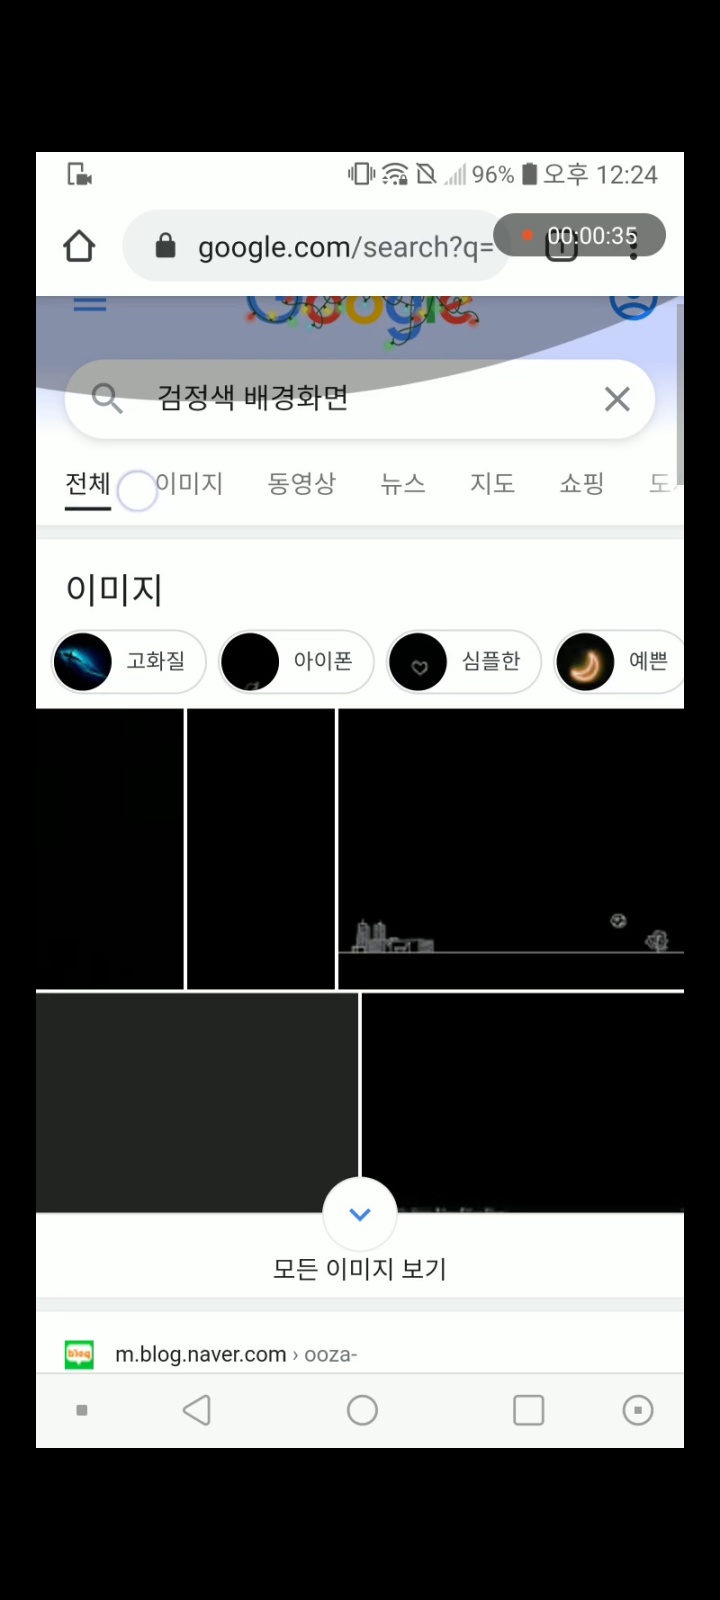 96% 오후 12:24
google.com/search?q=
00:00:35
Google
검정색 배경화면
전체 이미지 동영상 뉴스 지도 쇼핑
이미지
고화질 아이폰 심플한 예쁜
모든 이미지 보기
blog m.blog.naver.com › ooza-